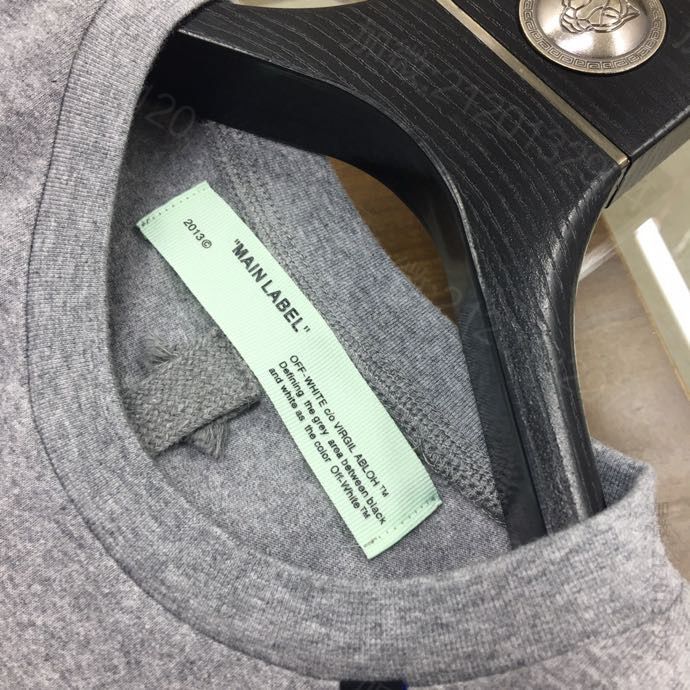 2013 ©
"MAIN LABEL"
OFF-WHITE c/o VIRGIL ABLOH™
Defining the grey area between black
and white as the color Off-White™
21201329